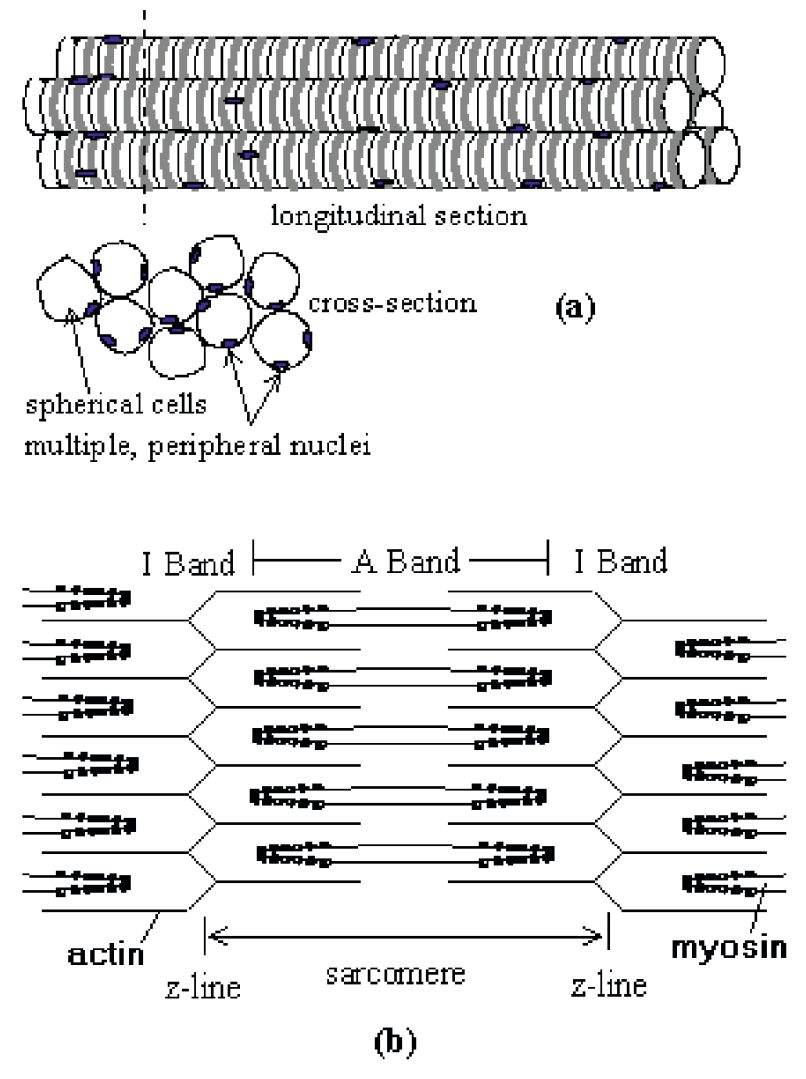 longitudinal section
cross-section
(a)
spherical cells
multiple, peripheral nuclei
I Band
A Band
I Band
actin
myosin
sarcomere
z-line
z-line
(b)